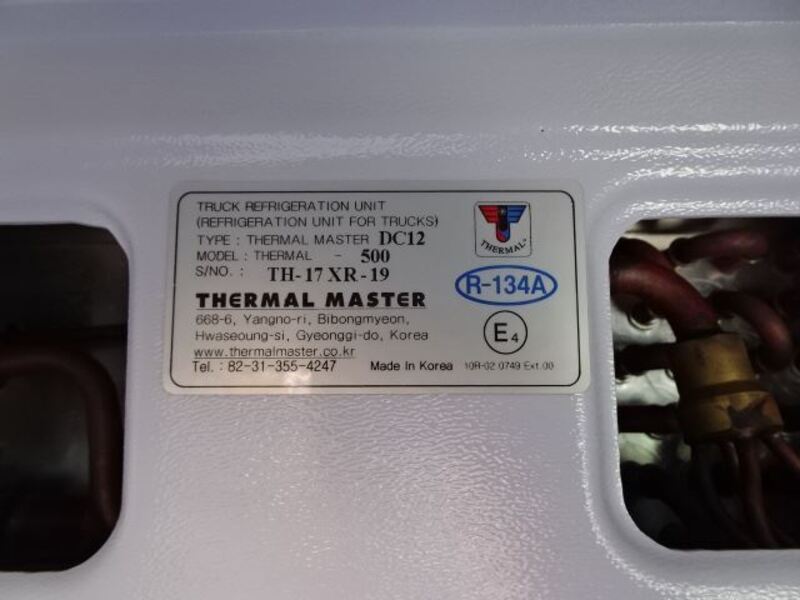 TRUCK REFRIGERATION UNIT
(REFRIGERATION UNIT FOR TRUCKS)
TYPE : THERMAL MASTER DC12
MODEL : THERMAL - 500
S/NO. : TH-17 XR-19
THERMAL MASTER
668-6, Yangno-ri, Bibongmyeon,
Hwaseoung-si, Gyeonggi-do, Korea
www.thermalmaster.co.kr
Tel. : 82-31-355-4247 Made In Korea
THERMAL
R-134A
E4
10R-02 0749 Ext.00